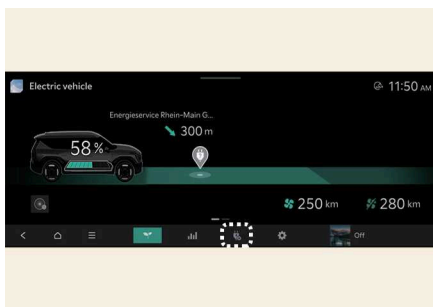 Electric vehicle
11:50 AM
Energieservice Rhein-Main G...
300 m
58 %
250 km
280 km
Off